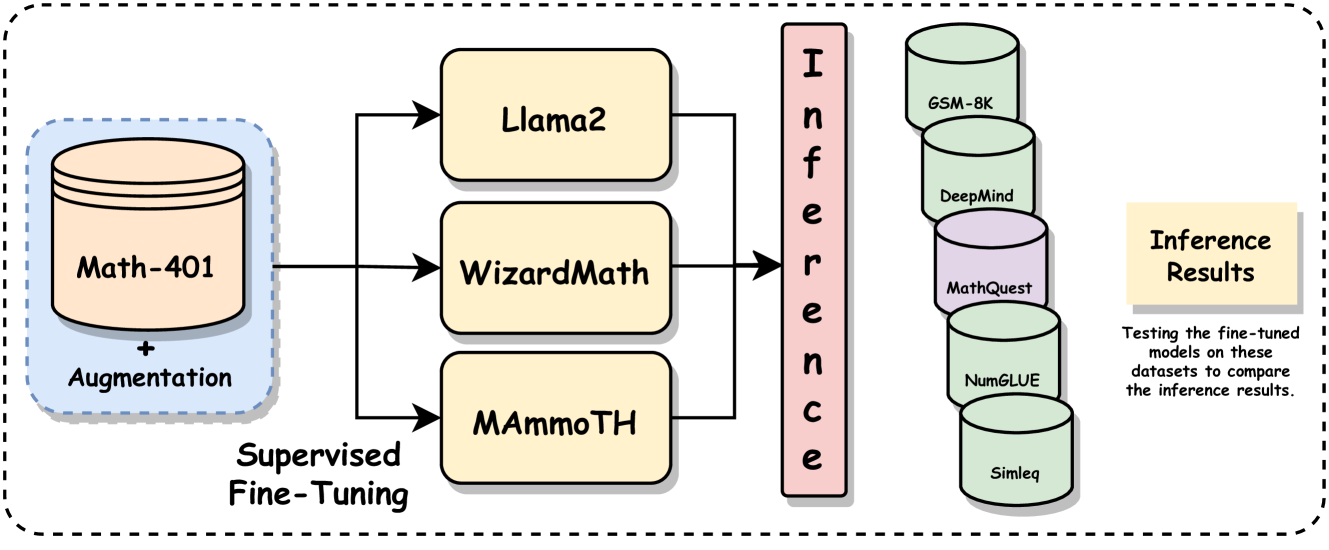 Math-401
+
Augmentation
Supervised
Fine-Tuning
Llama2
WizardMath
MAmmoTH
Inference
GSM-8K
DeepMind
MathQuest
NumGLUE
Simleq
Inference
Results
Testing the fine-tuned
models on these
datasets to compare
the inference results.